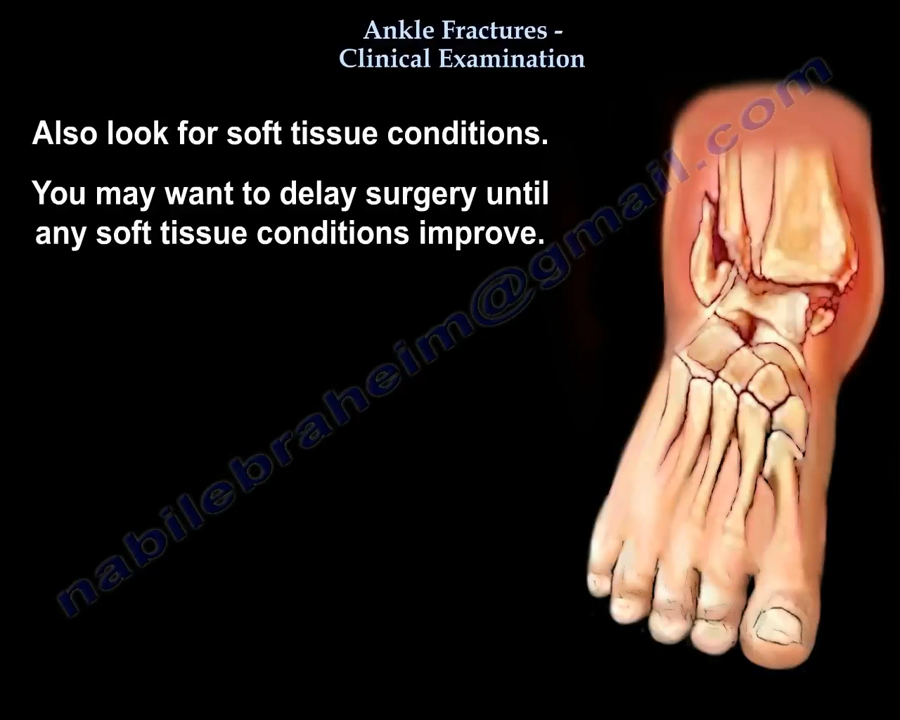 Ankle Fractures -
Clinical Examination
Also look for soft tissue conditions.
You may want to delay surgery until
any soft tissue conditions improve.
nabilebraheim@gmail.com